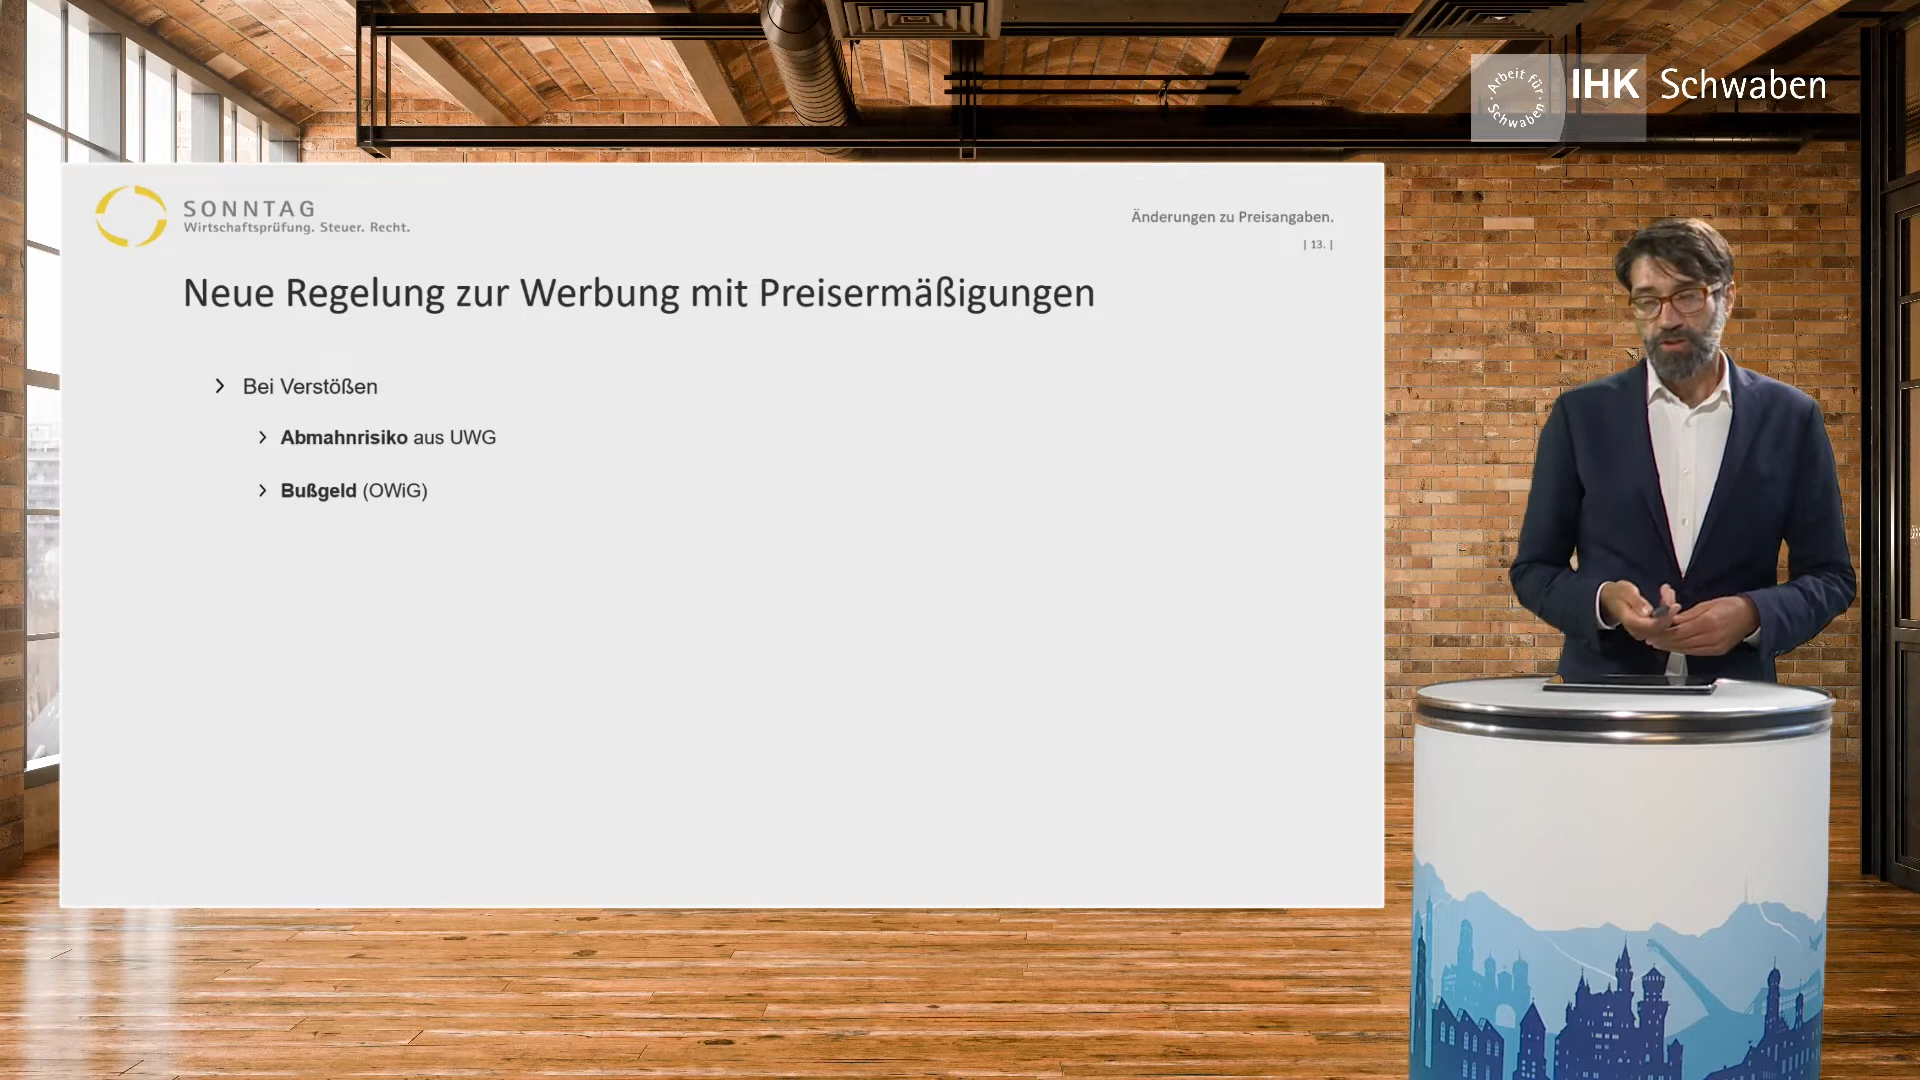 Arbeit für
Schwaben
IHK Schwaben
SONNTAG
Wirtschaftsprüfung. Steuer. Recht.
Änderungen zu Preisangaben.
| 13. |
Neue Regelung zur Werbung mit Preisermäßigungen
Bei Verstößen
Abmahnrisiko aus UWG
Bußgeld (OWiG)